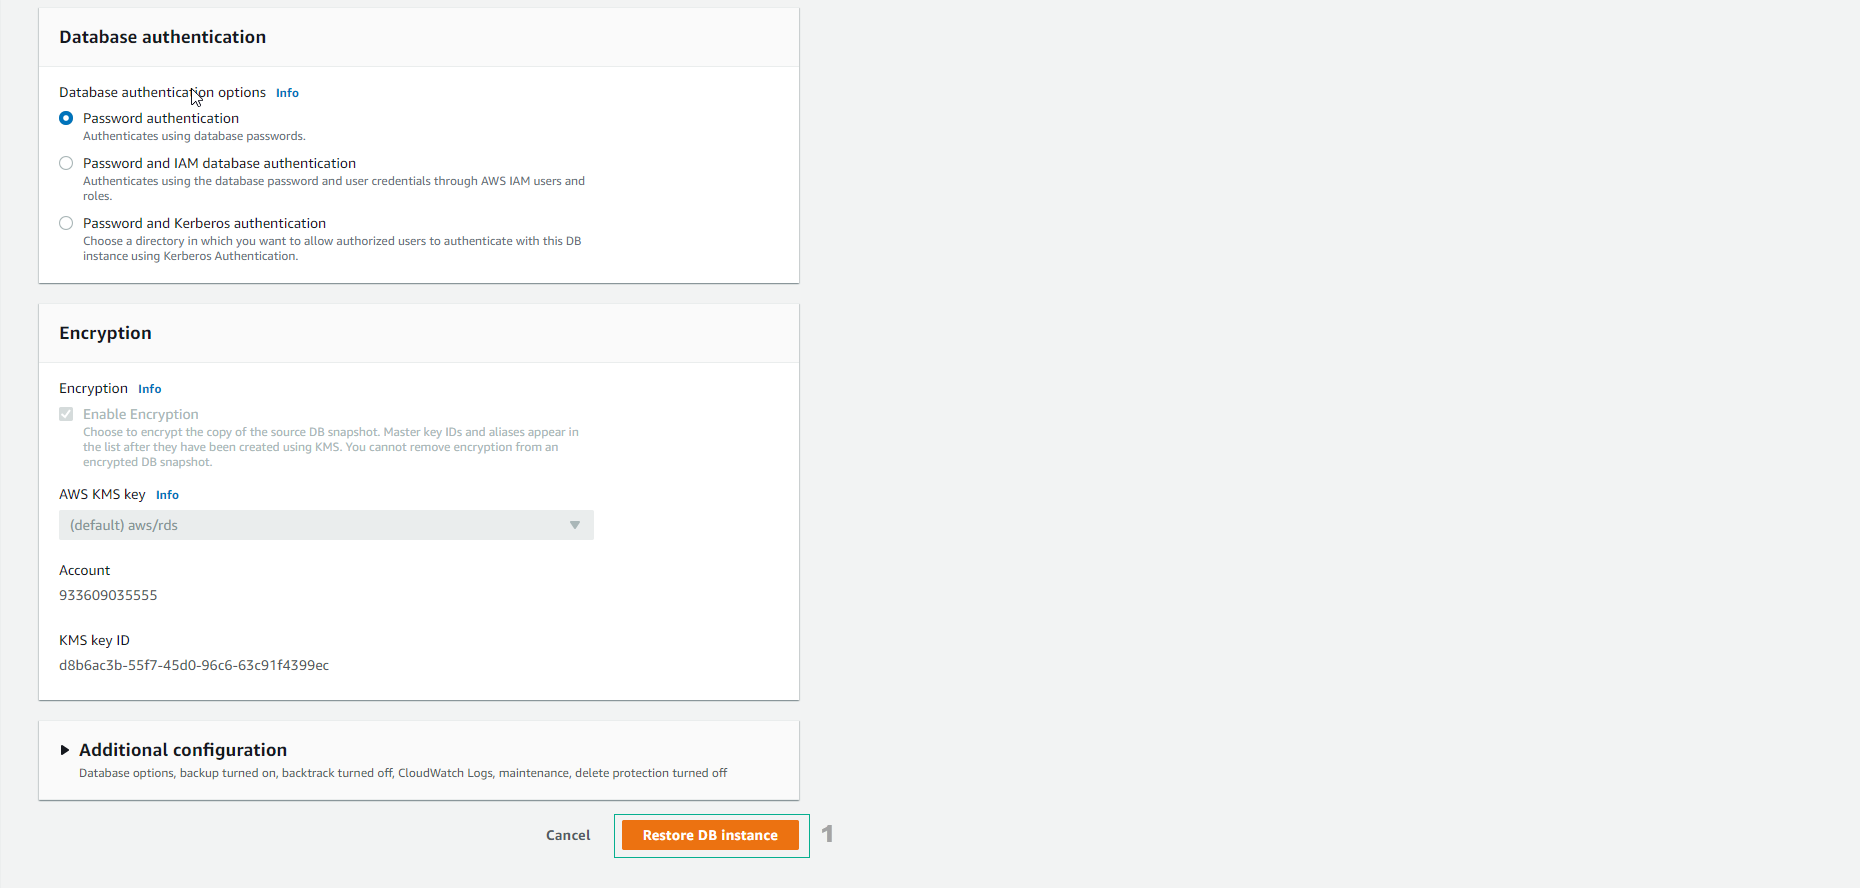 Database authentication
Database authentication options Info
Password authentication
Authenticates using database passwords.
Password and IAM database authentication
Authenticates using the database password and user credentials through AWS IAM users and
roles.
Password and Kerberos authentication
Choose a directory in which you want to allow authorized users to authenticate with this DB
instance using Kerberos Authentication.
Encryption
Encryption Info
Enable Encryption
Choose to encrypt the copy of the source DB snapshot. Master key IDs and aliases appear in
the list after they have been created using KMS. You cannot remove encryption from an
encrypted DB snapshot.
AWS KMS key Info
(default) aws/rds
Account
933609035555
KMS key ID
d8b6ac3b-55f7-45d0-96c6-63c91f4399ec
Additional configuration
Database options, backup turned on, backtrack turned off, CloudWatch Logs, maintenance, delete protection turned off
Cancel Restore DB instance 1